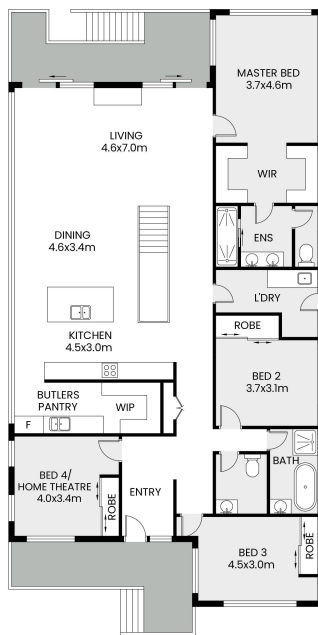 MASTER BED
3.7x4.6m
LIVING
4.6x7.0m
WIR
DINING
4.6x3.4m
ENS
L'DRY
ROBE
KITCHEN
4.5x3.0m
BED 2
3.7x3.1m
BUTLERS
PANTRY
WIP
F
BATH
BED 4/
HOME THEATRE
4.0x3.4m
ROBE
ENTRY
BED 3
4.5x3.0m
ROBE